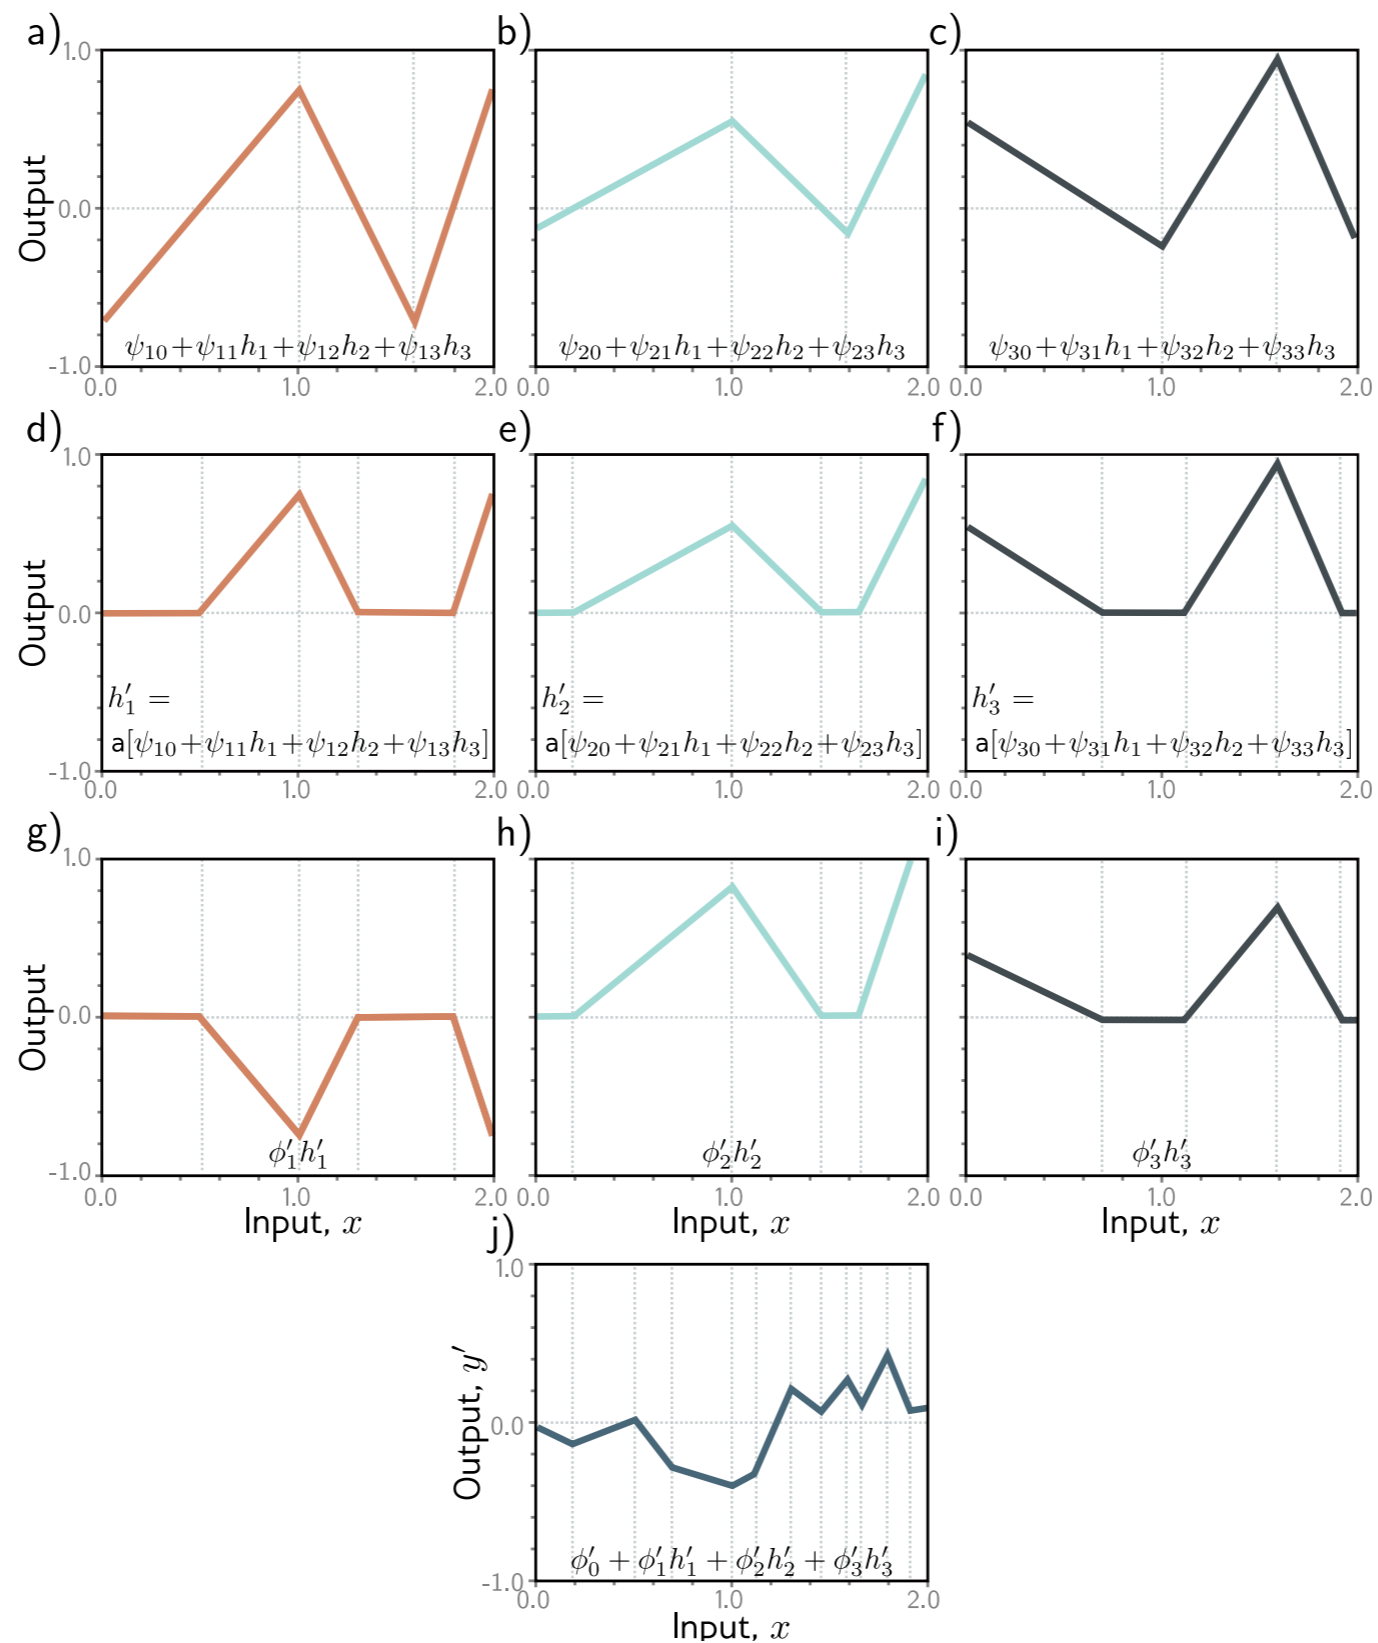 a) b) c)
1.0
Output
0.0
ψ₁₀+ψ₁₁h₁+ψ₁₂h₂+ψ₁₃h₃ ψ₂₀+ψ₂₁h₁+ψ₂₂h₂+ψ₂₃h₃ ψ₃₀+ψ₃₁h₁+ψ₃₂h₂+ψ₃₃h₃
-1.0
0.0 1.0 2.0 0.0 1.0 2.0 0.0 1.0 2.0
d) e) f)
1.0
Output
0.0
h′₁ = h′₂ = h′₃ =
a[ψ₁₀+ψ₁₁h₁+ψ₁₂h₂+ψ₁₃h₃] a[ψ₂₀+ψ₂₁h₁+ψ₂₂h₂+ψ₂₃h₃] a[ψ₃₀+ψ₃₁h₁+ψ₃₂h₂+ψ₃₃h₃]
-1.0
0.0 1.0 2.0 0.0 1.0 2.0 0.0 1.0 2.0
g) h) i)
1.0
Output
0.0
ϕ′₁h′₁ ϕ′₂h′₂ ϕ′₃h′₃
-1.0
0.0 1.0 2.0 0.0 1.0 2.0 0.0 1.0 2.0
Input, x Input, x Input, x
j)
1.0
Output, y′
0.0
ϕ′₀ + ϕ′₁h′₁ + ϕ′₂h′₂ + ϕ′₃h′₃
-1.0
0.0 1.0 2.0
Input, x